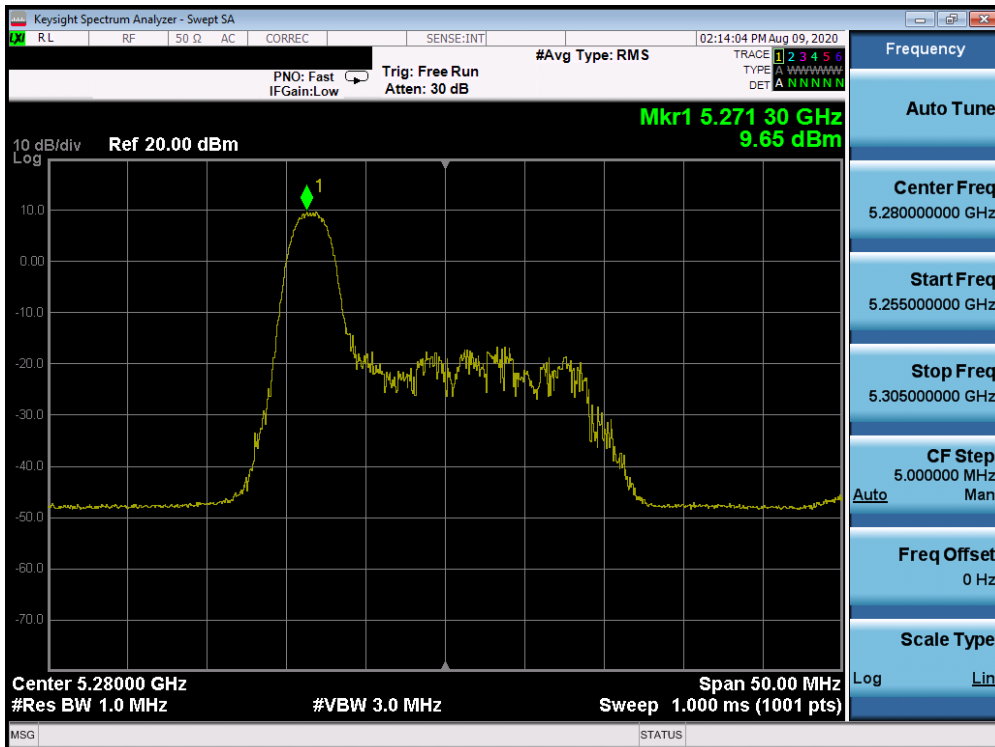 Keysight Spectrum Analyzer - Swept SA
LXI RL RF 50 Ω AC CORREC SENSE:INT 02:14:04 PM Aug 09, 2020
#Avg Type: RMS
TRACE 1 2 3 4 5 6
TYPE A WWWWWW
DET A N N N N N
PNO: Fast
IFGain:Low
Trig: Free Run
Atten: 30 dB
Mkr1 5.271 30 GHz
9.65 dBm
10 dB/div
Log
Ref 20.00 dBm
1
10.0
0.00
-10.0
-20.0
-30.0
-40.0
-50.0
-60.0
-70.0
Center 5.28000 GHz
#Res BW 1.0 MHz
#VBW 3.0 MHz
Span 50.00 MHz
Sweep 1.000 ms (1001 pts)
MSG
STATUS
Frequency
Auto Tune
Center Freq
5.280000000 GHz
Start Freq
5.255000000 GHz
Stop Freq
5.305000000 GHz
CF Step
5.000000 MHz
Auto Man
Freq Offset
0 Hz
Scale Type
Log Lin